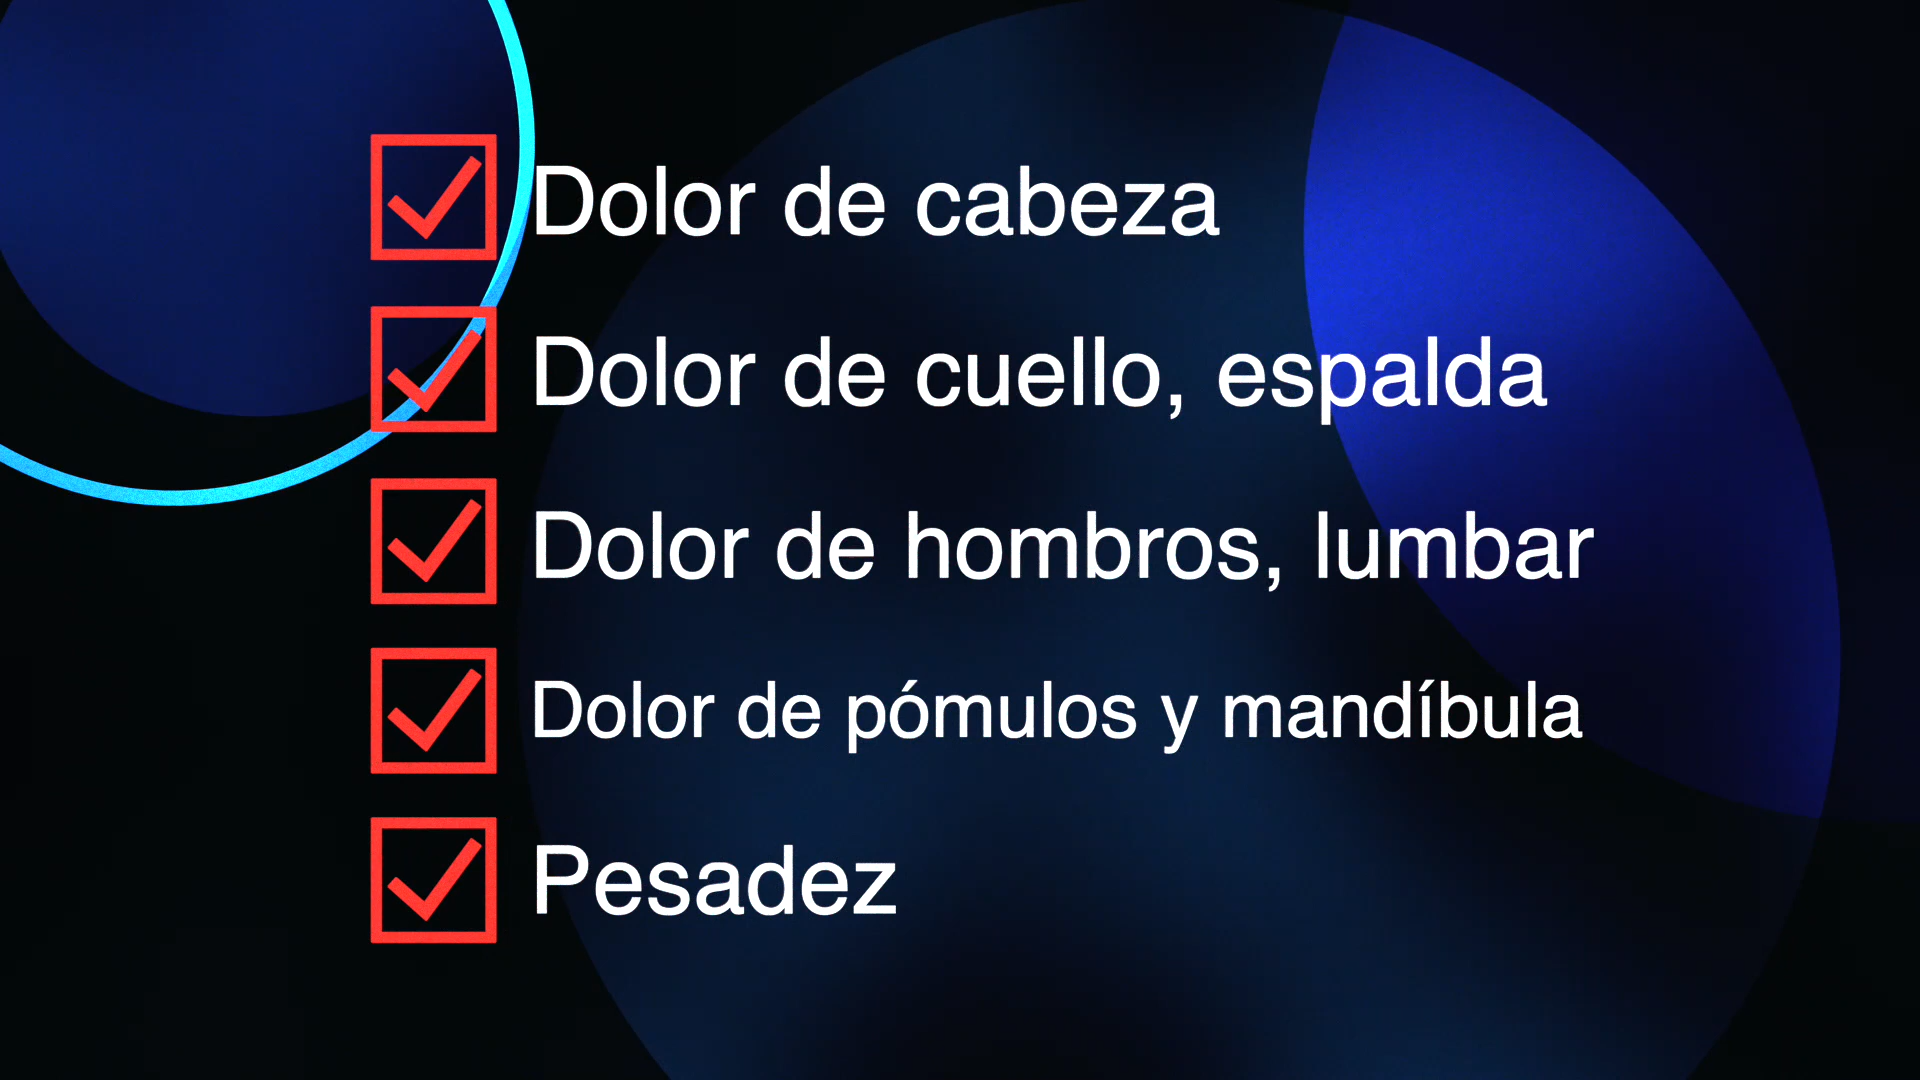 Dolor de cabeza
Dolor de cuello, espalda
Dolor de hombros, lumbar
Dolor de pómulos y mandíbula
Pesadez